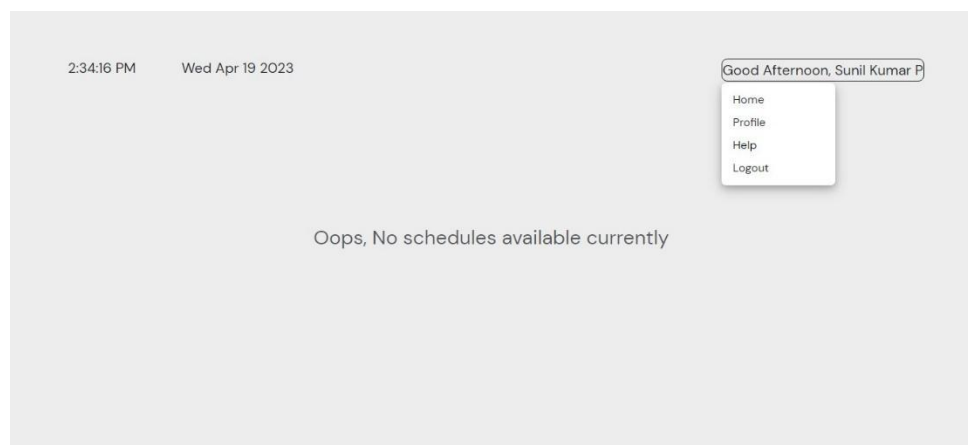 2:34:16 PM Wed Apr 19 2023 Good Afternoon, Sunil Kumar P
Home
Profile
Help
Logout
Oops, No schedules available currently